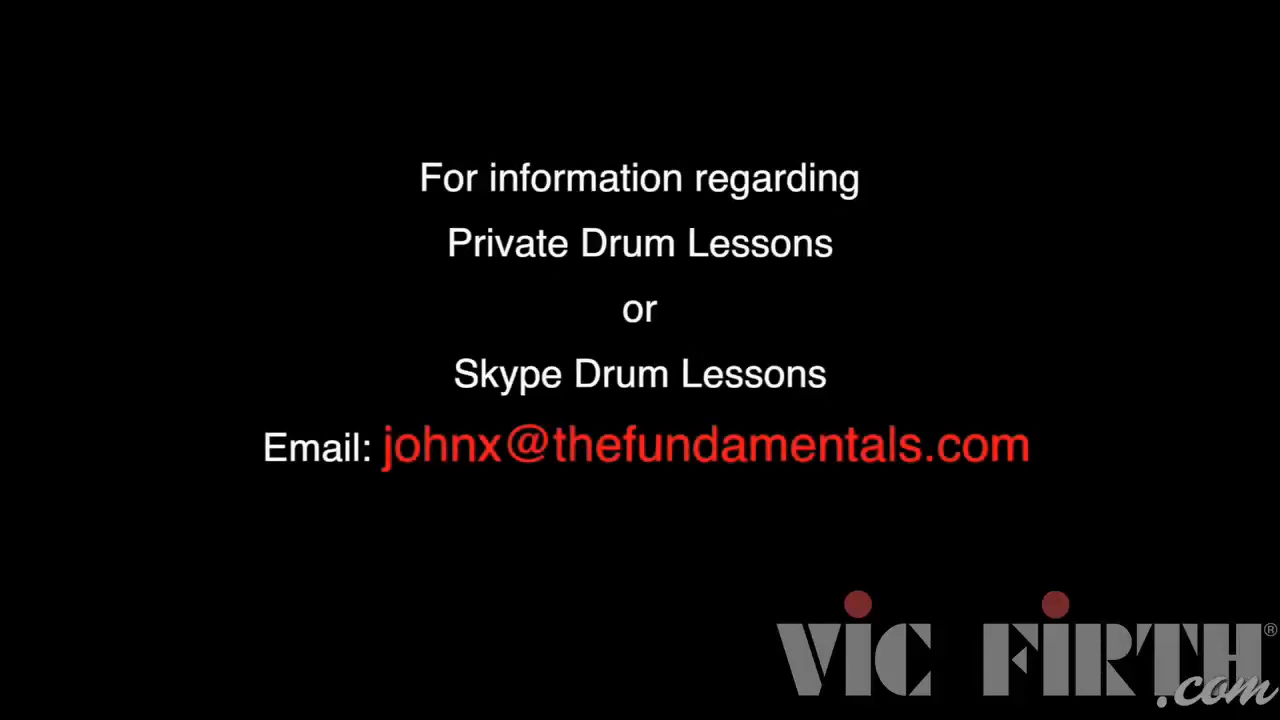 For information regarding
Private Drum Lessons
or
Skype Drum Lessons
Email: johnx@thefundamentals.com
VIC FIRTH®
.com